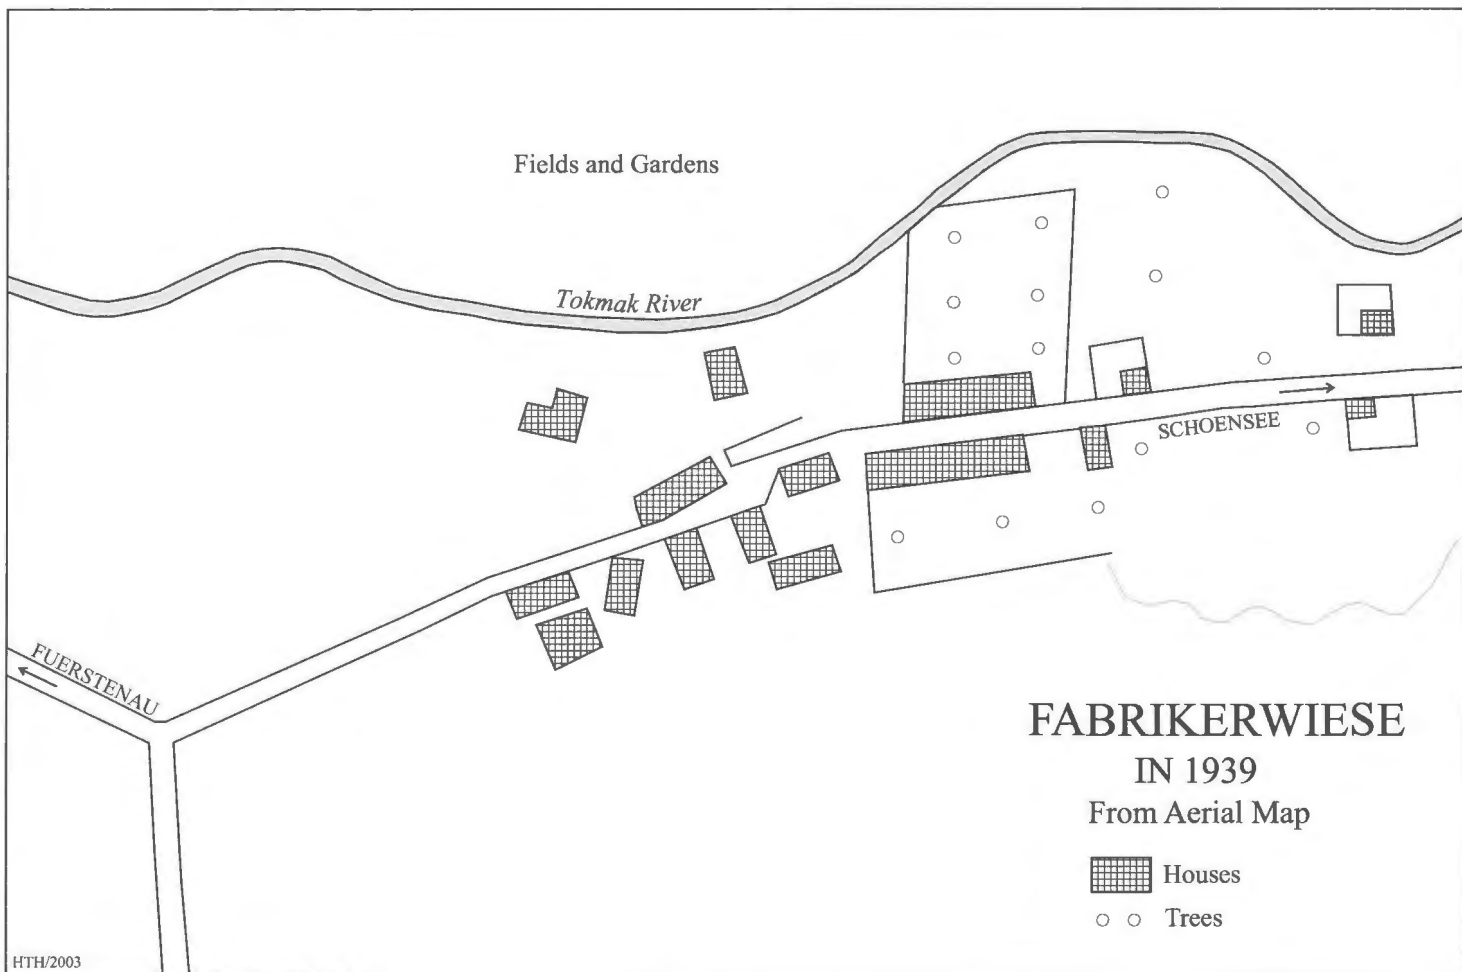 Fields and Gardens
Tokmak River
SCHOENSEE
FUERSTENAU
FABRIKERWIESE
IN 1939
From Aerial Map
Houses
Trees
HTH/2003